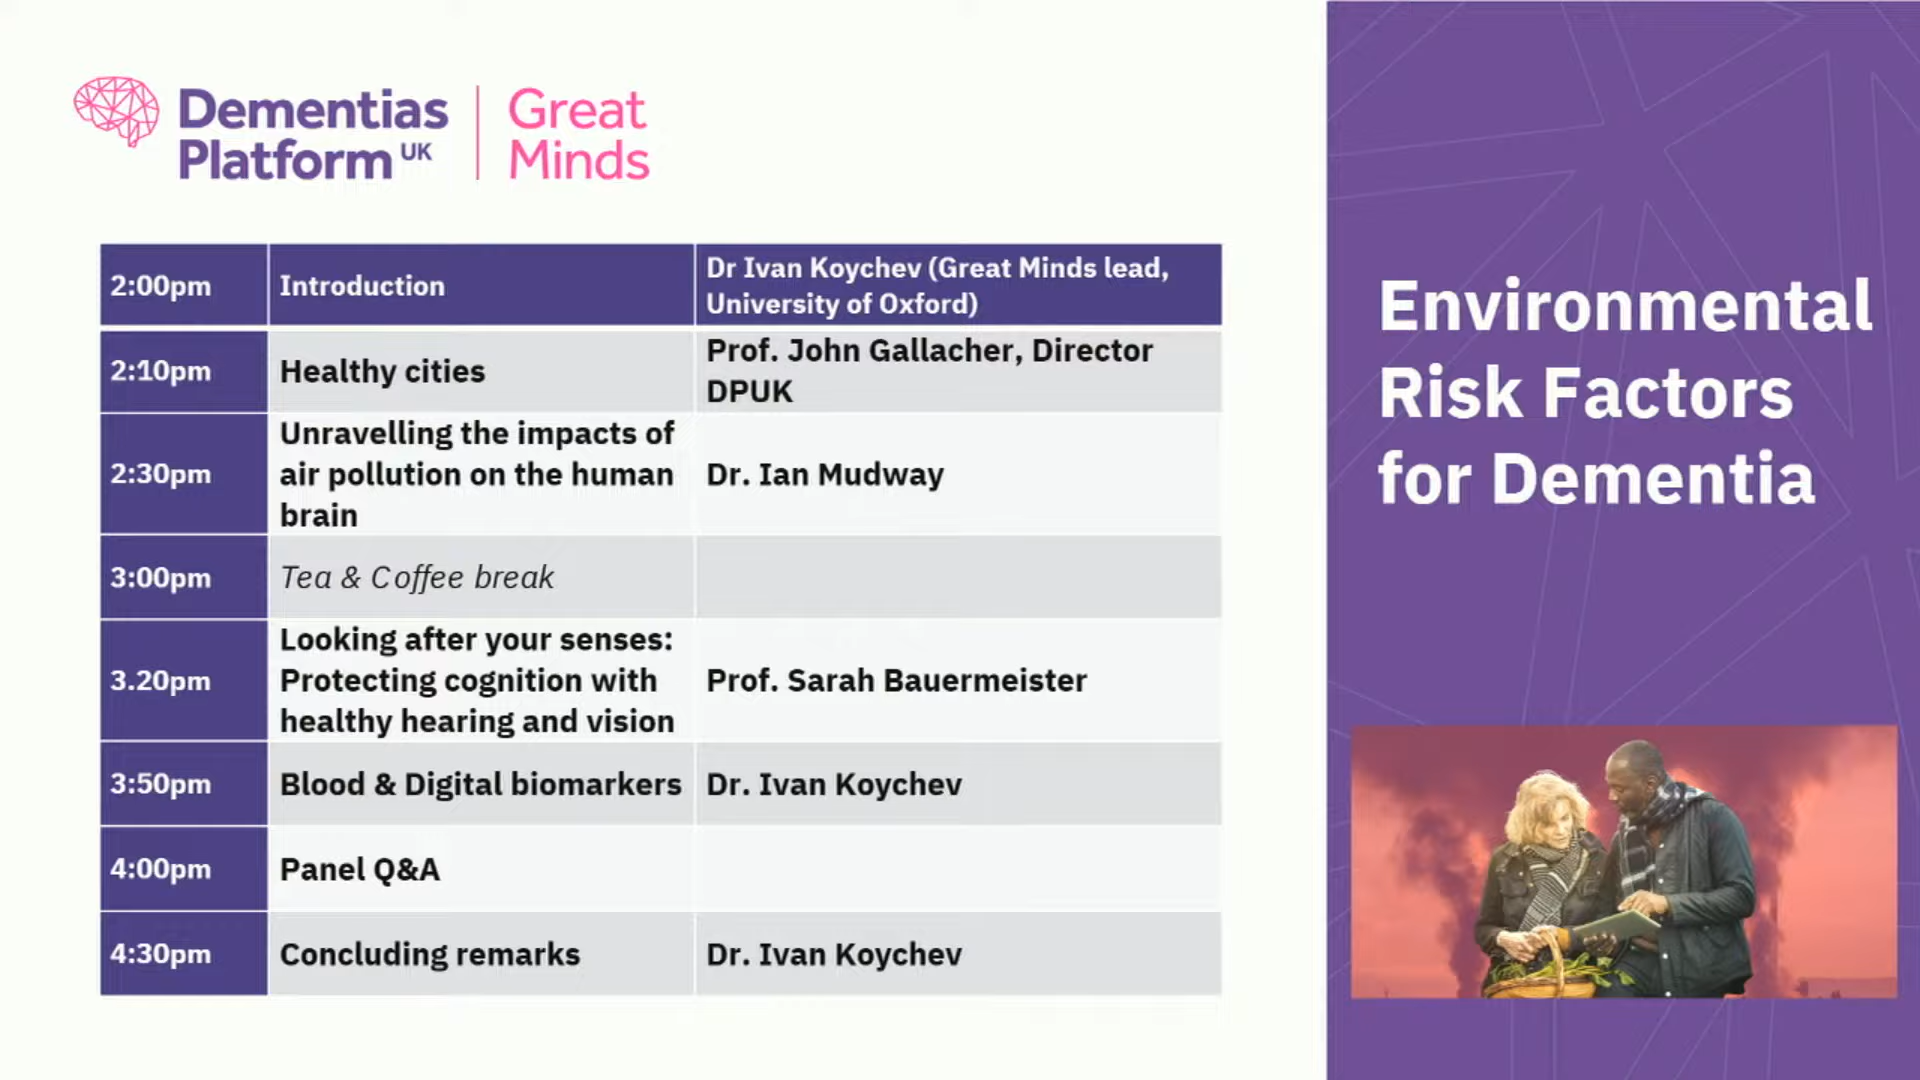 Dementias
Platform UK
Great
Minds
2:00pm
Introduction
Dr Ivan Koychev (Great Minds lead,
University of Oxford)
2:10pm
Healthy cities
Prof. John Gallacher, Director
DPUK
2:30pm
Unravelling the impacts of
air pollution on the human
brain
Dr. Ian Mudway
3:00pm
Tea & Coffee break
3.20pm
Looking after your senses:
Protecting cognition with
healthy hearing and vision
Prof. Sarah Bauermeister
3:50pm
Blood & Digital biomarkers
Dr. Ivan Koychev
4:00pm
Panel Q&A
4:30pm
Concluding remarks
Dr. Ivan Koychev
Environmental
Risk Factors
for Dementia